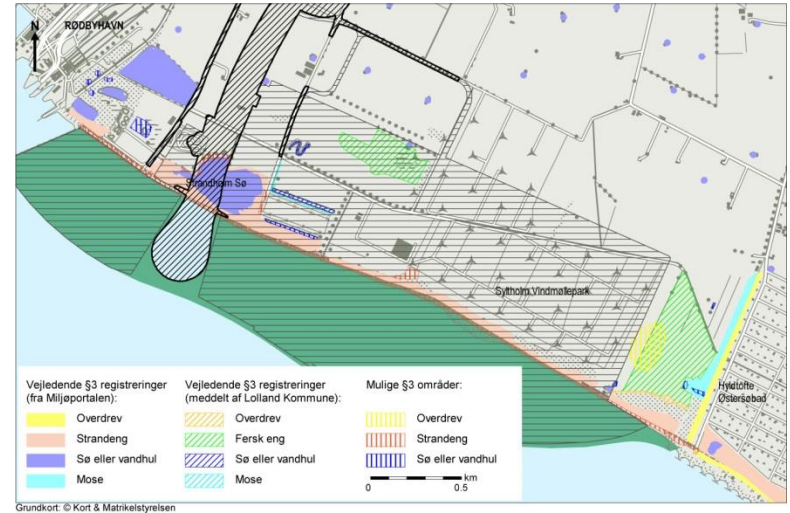 RØDBYHAVN
N
Strandholm Sø
Syltholm Vindmøllepark
Hyldtofte
Østersøbad
Vejledende §3 registreringer
(fra Miljøportalen):
Overdrev
Strandeng
Sø eller vandhul
Mose
Vejledende §3 registreringer
(meddelt af Lolland Kommune):
Overdrev
Fersk eng
Sø eller vandhul
Mose
Mulige §3 områder:
Overdrev
Strandeng
Sø eller vandhul
km
0 0.5
Grundkort: © Kort & Matrikelstyrelsen